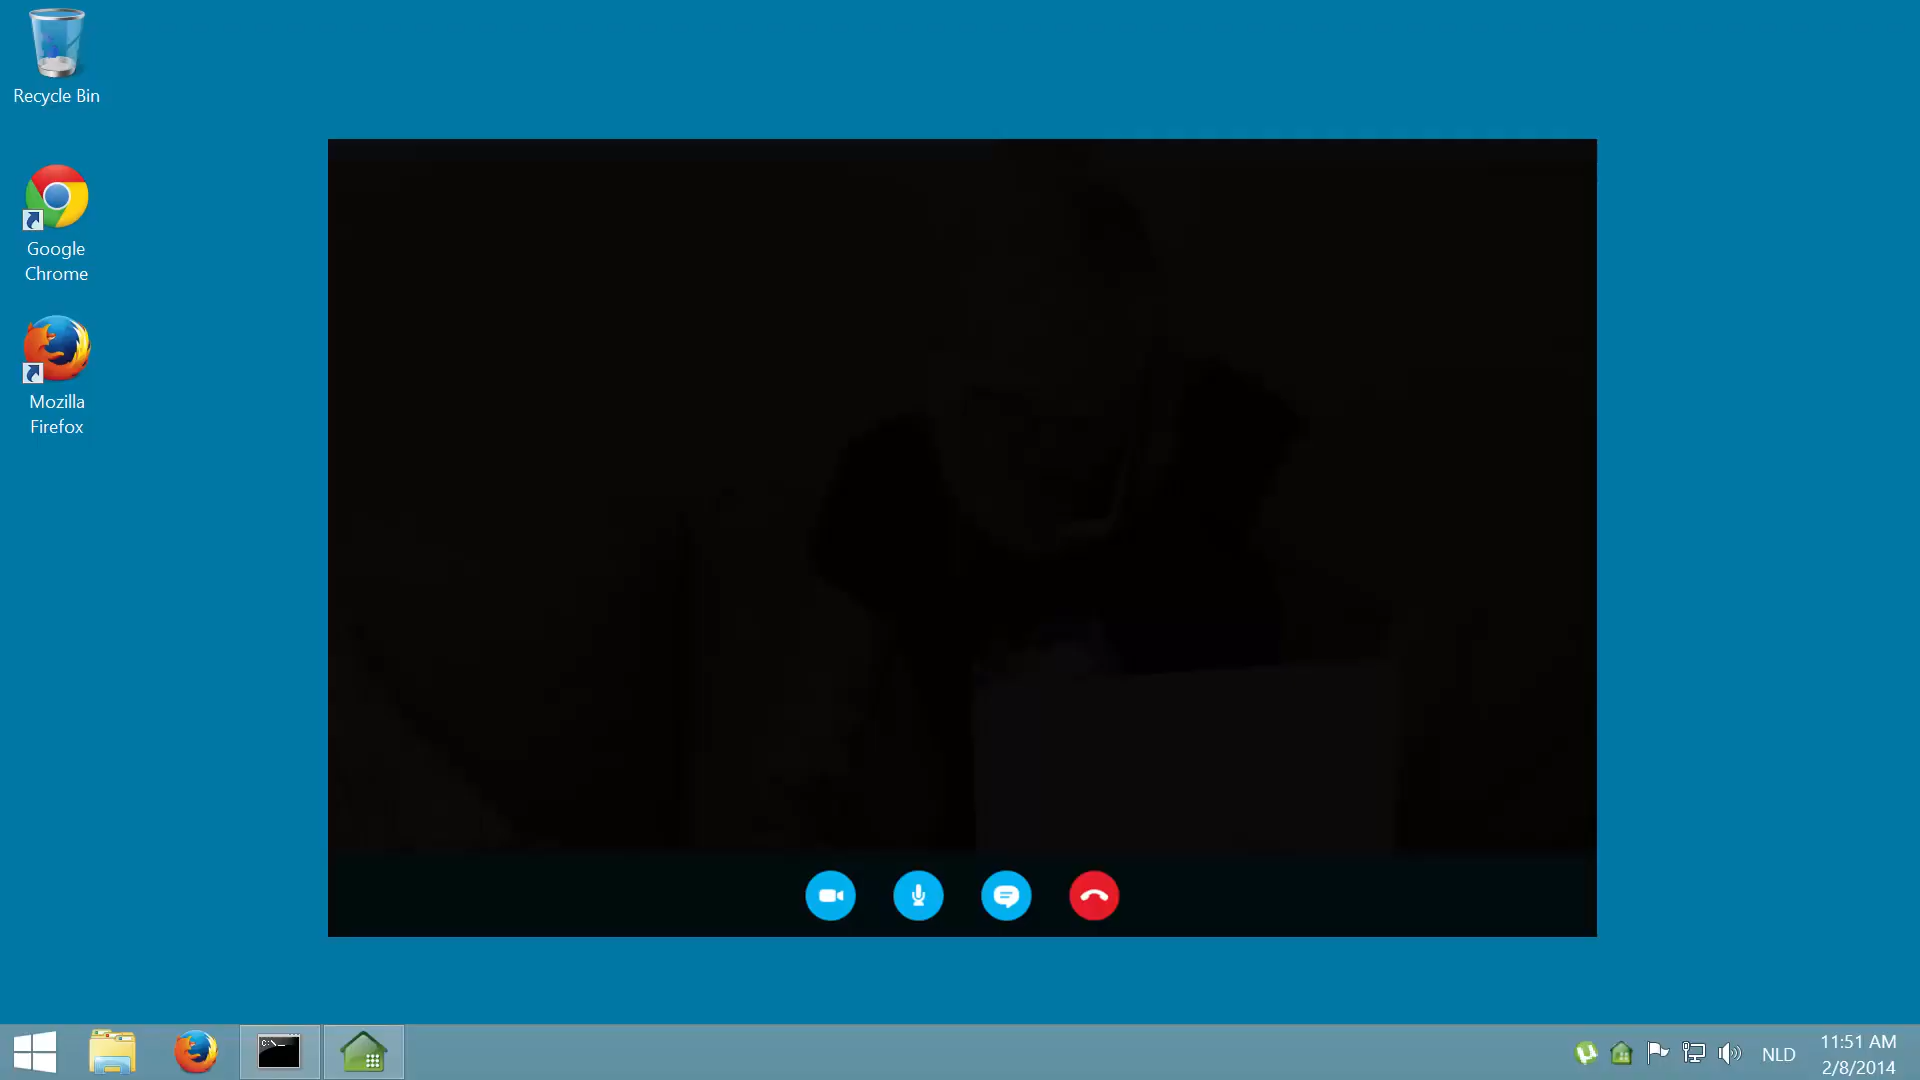 Recycle Bin
Google
Chrome
Mozilla
Firefox
C:\_
NLD
11:51 AM
2/8/2014